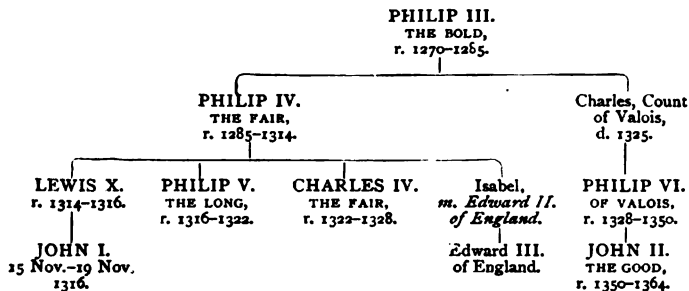 PHILIP III.
THE BOLD,
r. 1270–1285.
PHILIP IV.
THE FAIR,
r. 1285–1314.
Charles, Count
of Valois,
d. 1325.
LEWIS X.
r. 1314–1316.
PHILIP V.
THE LONG,
r. 1316–1322.
CHARLES IV.
THE FAIR,
r. 1322–1328.
Isabel,
m. Edward II.
of England.
PHILIP VI.
OF VALOIS,
r. 1328–1350.
JOHN I.
15 Nov.–19 Nov.
1316.
Edward III.
of England.
JOHN II.
THE GOOD,
r. 1350–1364.